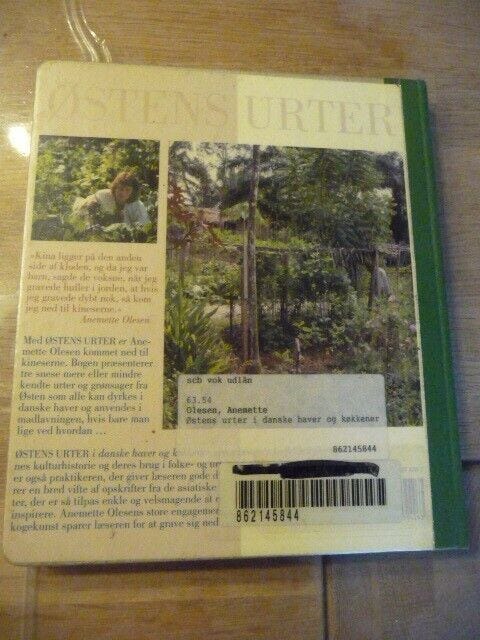 ØSTENS URTER
»Kina ligger på den anden
side af kloden, og da jeg var
barn, sagde de voksne, når jeg
gravede huller i jorden, at hvis
jeg gravede dybt nok, så kom
jeg ned til kineserne.«
Anemette Olesen
Med ØSTENS URTER er Ane-
mette Olesen kommet ned til
kineserne. Bogen præsenterer
tre snese mere eller mindre
kendte urter og grønsager fra
Østen som alle kan dyrkes i
danske haver og anvendes i
madlavningen, hvis bare man
lige ved hvordan ...
ØSTENS URTER i danske haver og k
nes kulturhistorie og deres brug i folke- og
er også praktikeren, der giver læseren gode d
rer en bred vifte af opskrifter fra de asiatiske
ter, der er så tilpas enkle og velsmagende at
inspirere. Anemette Olesens store engagemen
kogekunst sparer læseren for at grave sig ned
scb vok udlån
63.54
Olesen, Anemette
Østens urter i danske haver og køkkener
862145844
862145844